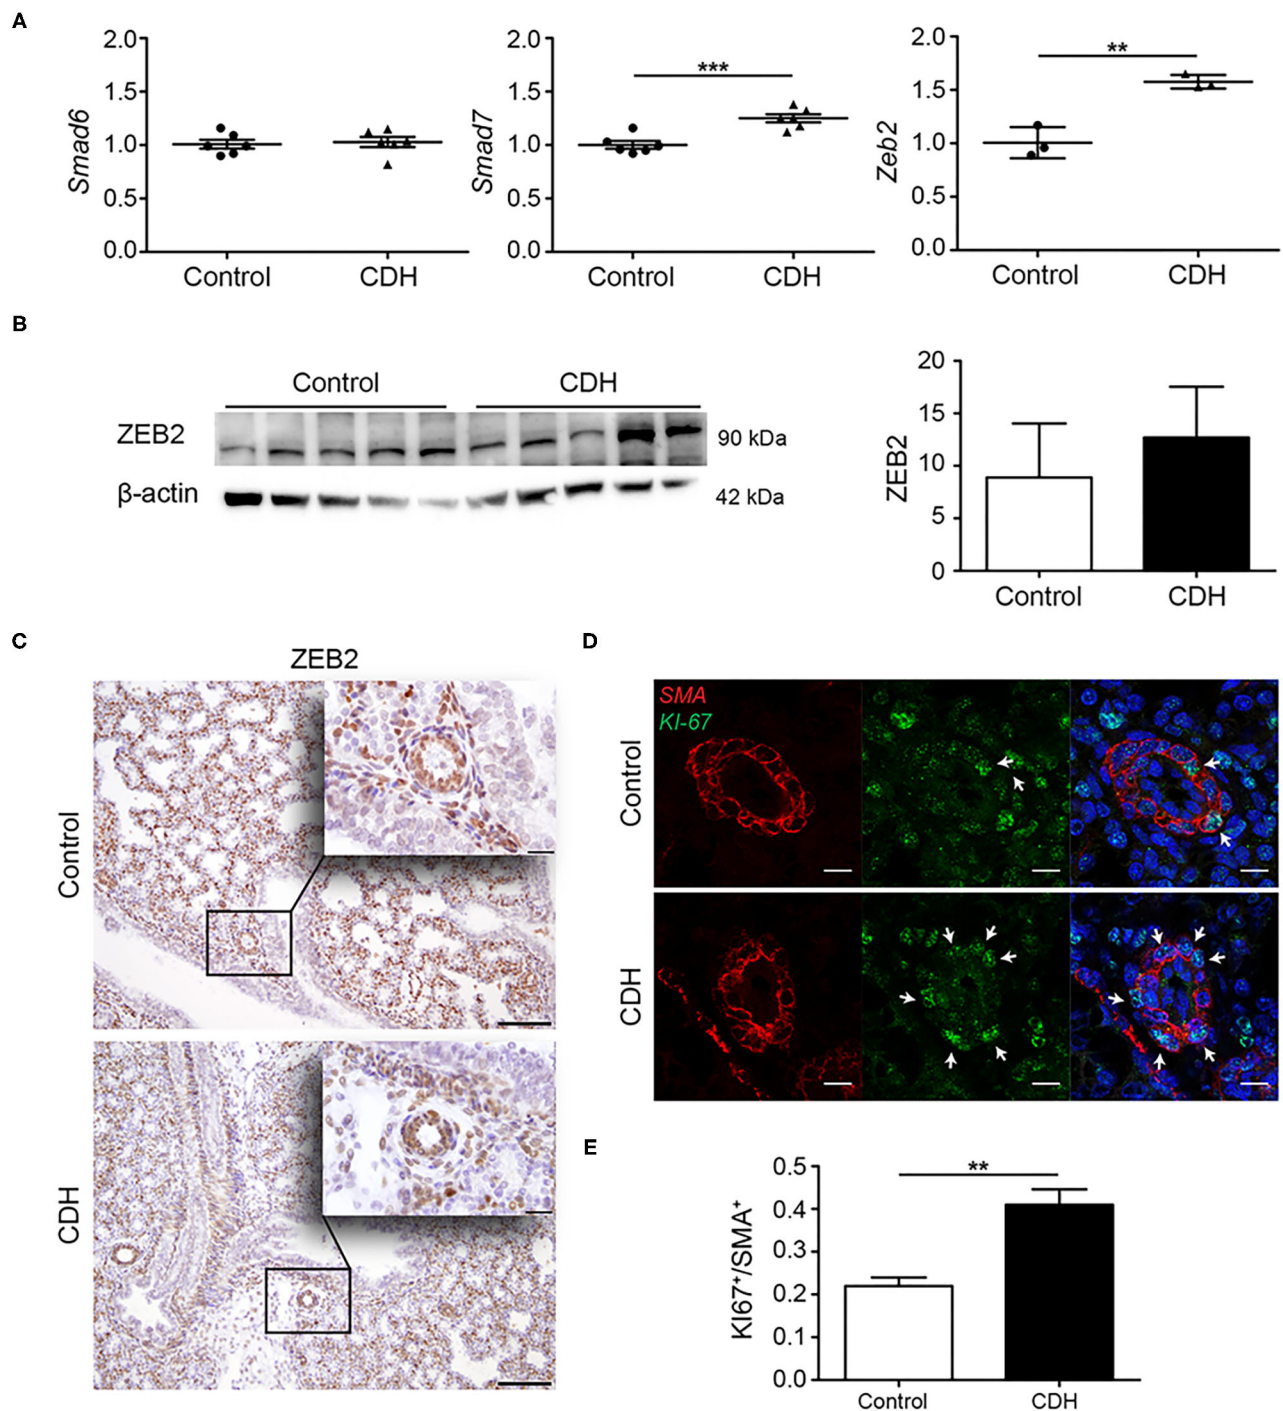 A
Smad6
2.0
1.5
1.0
0.5
0.0
Control CDH
Smad7
2.0
1.5
1.0
0.5
0.0
***
Control CDH
Zeb2
2.0
1.5
1.0
0.5
0.0
**
Control CDH
B
Control CDH
ZEB2 90 kDa
β-actin 42 kDa
ZEB2
20
15
10
5
0
Control CDH
C
ZEB2
Control
CDH
D
SMA
KI-67
Control
CDH
E
KI67+/SMA+
0.5
0.4
0.3
0.2
0.1
0.0
**
Control CDH